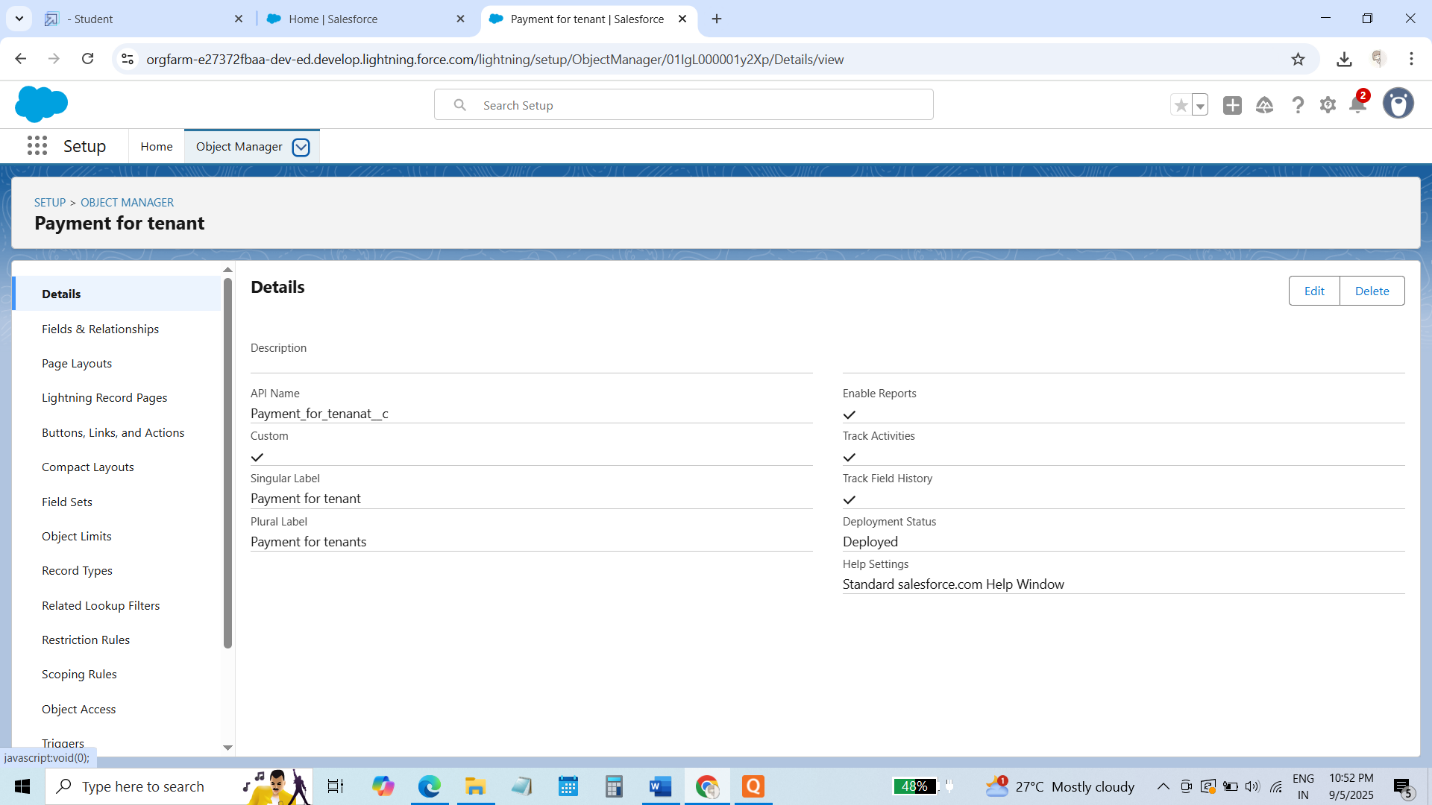 - Student
Home | Salesforce
Payment for tenant | Salesforce
orgfarm-e27372fbaa-dev-ed.develop.lightning.force.com/lightning/setup/ObjectManager/01IgL000001y2Xp/Details/view
Search Setup
2
Setup
Home
Object Manager
SETUP > OBJECT MANAGER
Payment for tenant
Details
Fields & Relationships
Page Layouts
Lightning Record Pages
Buttons, Links, and Actions
Compact Layouts
Field Sets
Object Limits
Record Types
Related Lookup Filters
Restriction Rules
Scoping Rules
Object Access
Triggers
Details
Edit
Delete
Description
API Name
Payment_for_tenanat__c
Custom
Singular Label
Payment for tenant
Plural Label
Payment for tenants
Enable Reports
Track Activities
Track Field History
Deployment Status
Deployed
Help Settings
Standard salesforce.com Help Window
javascript:void(0);
Type here to search
48%
1
27°C Mostly cloudy
ENG
IN
10:52 PM
9/5/2025
5